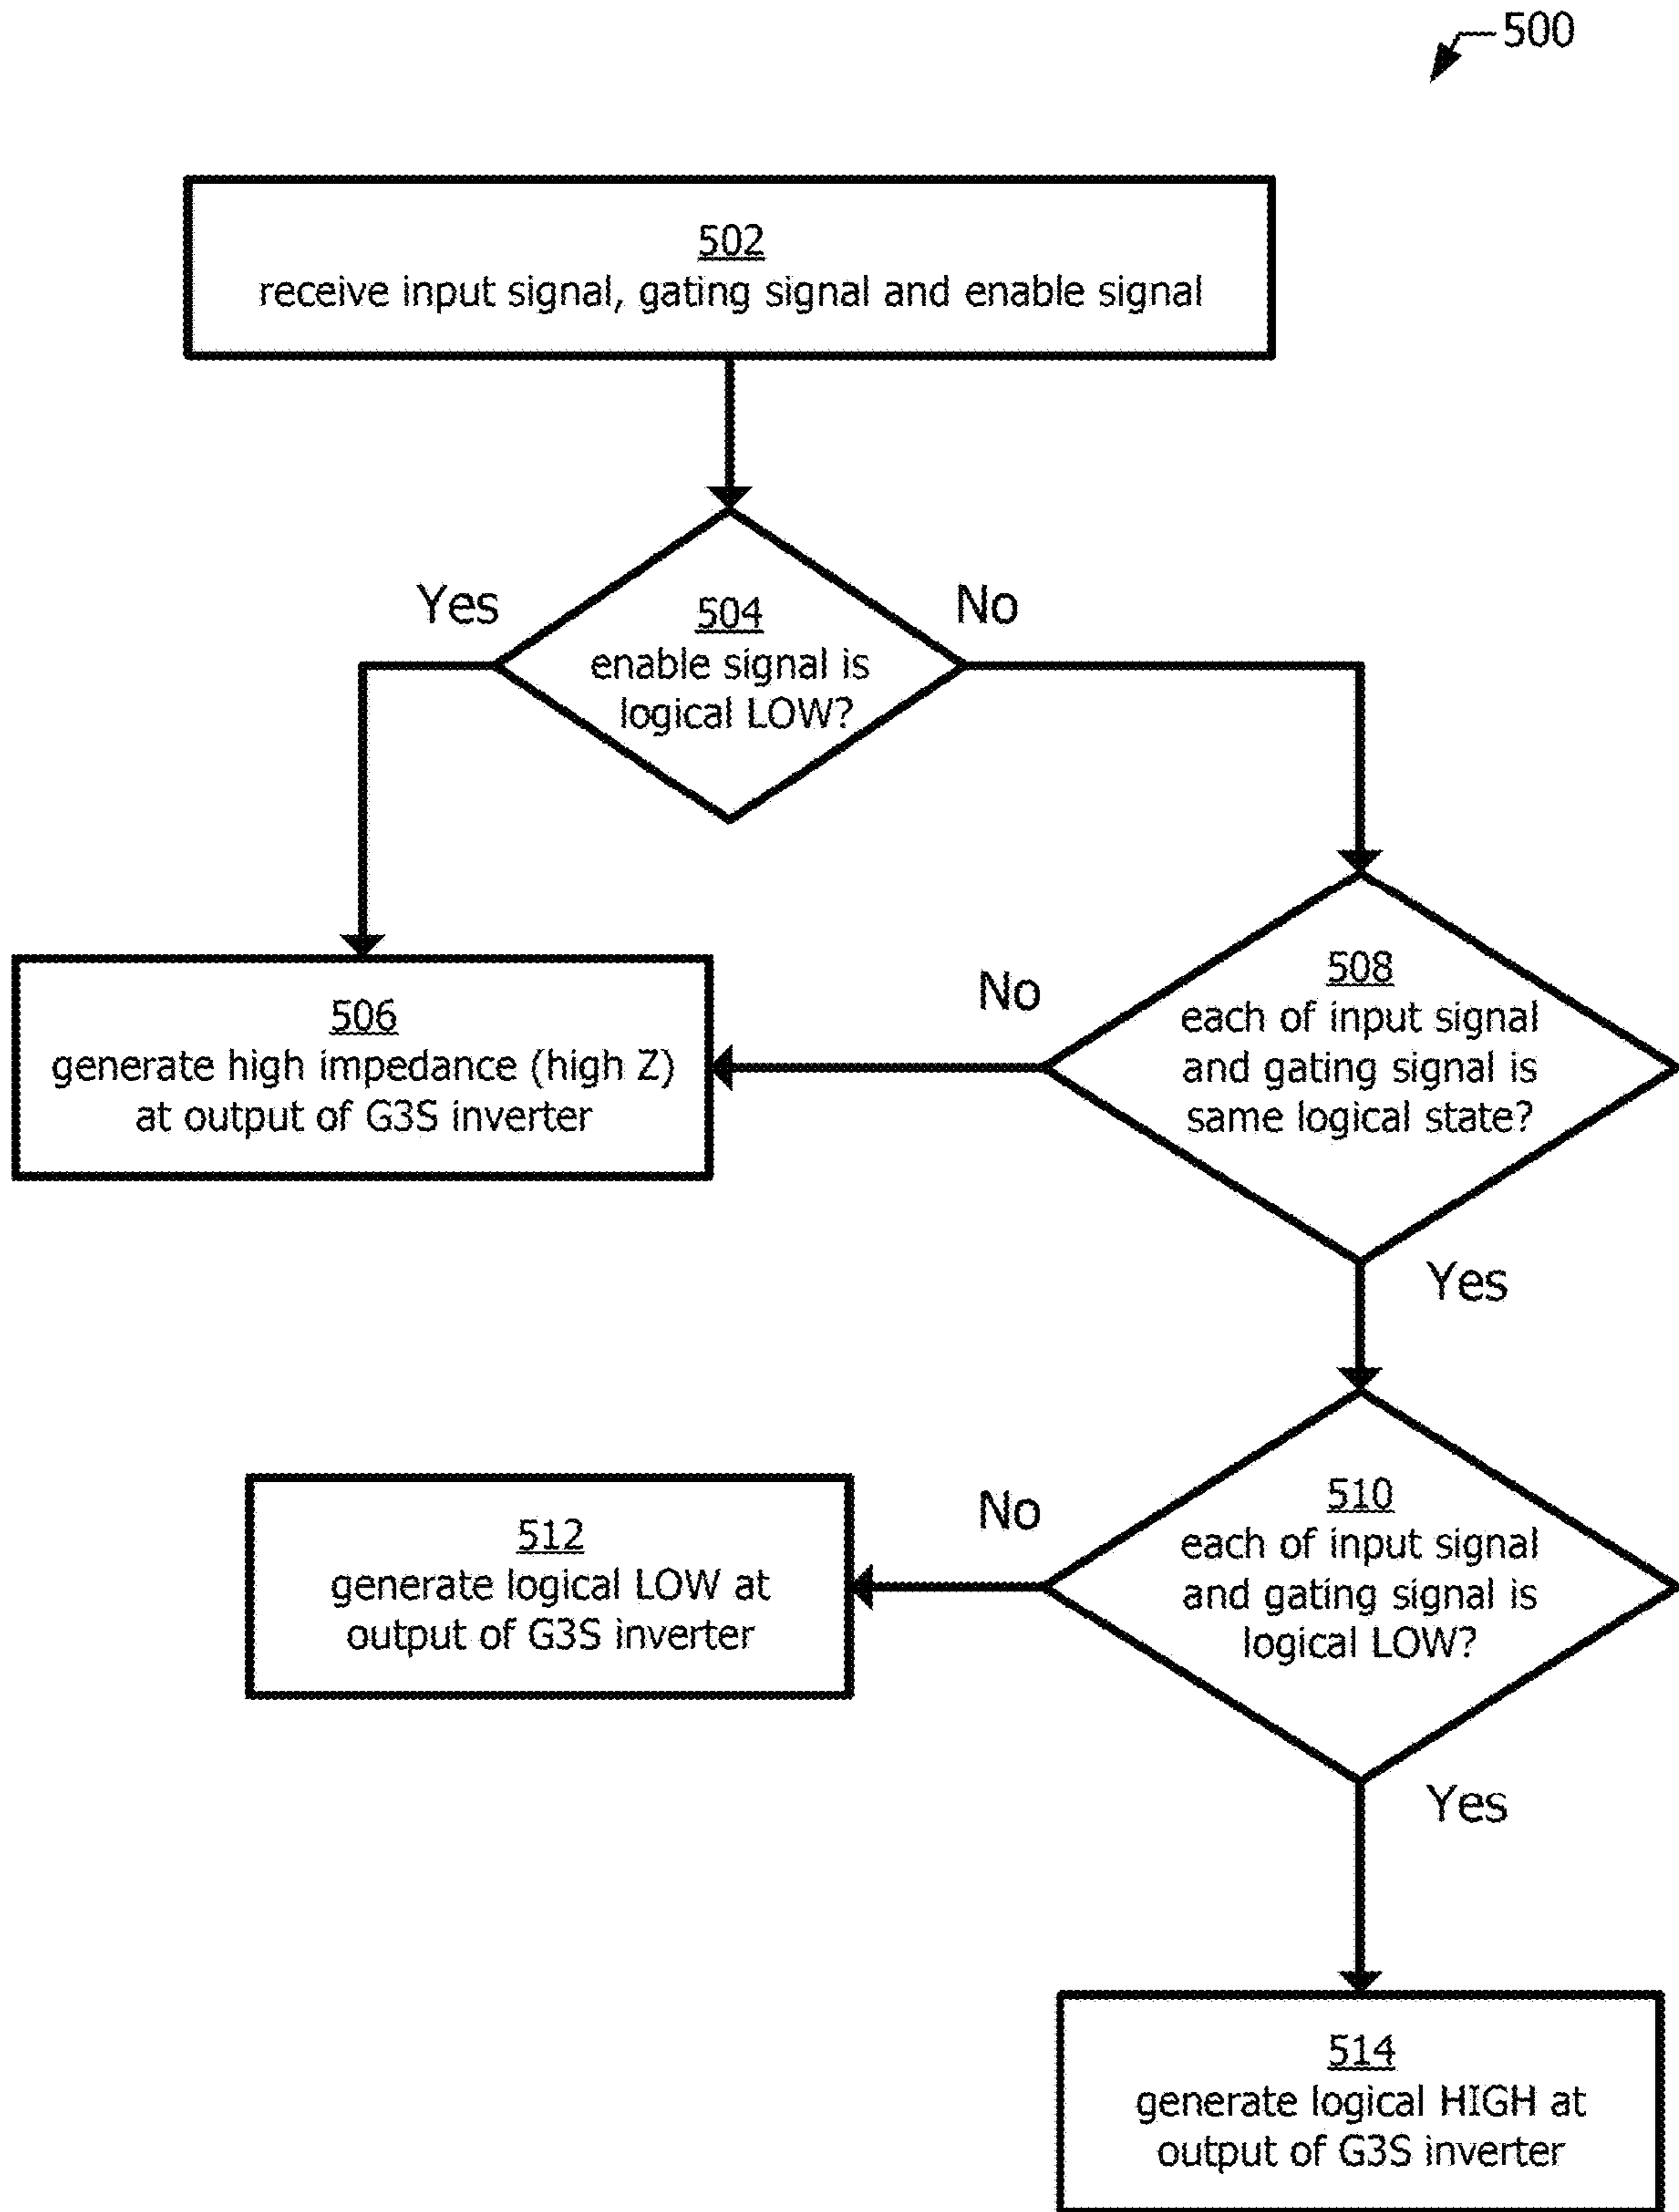 500
502
receive input signal, gating signal and enable signal
Yes
No
504
enable signal is
logical LOW?
506
generate high impedance (high Z)
at output of G3S inverter
No
508
each of input signal
and gating signal is
same logical state?
Yes
512
generate logical LOW at
output of G3S inverter
No
510
each of input signal
and gating signal is
logical LOW?
Yes
514
generate logical HIGH at
output of G3S inverter